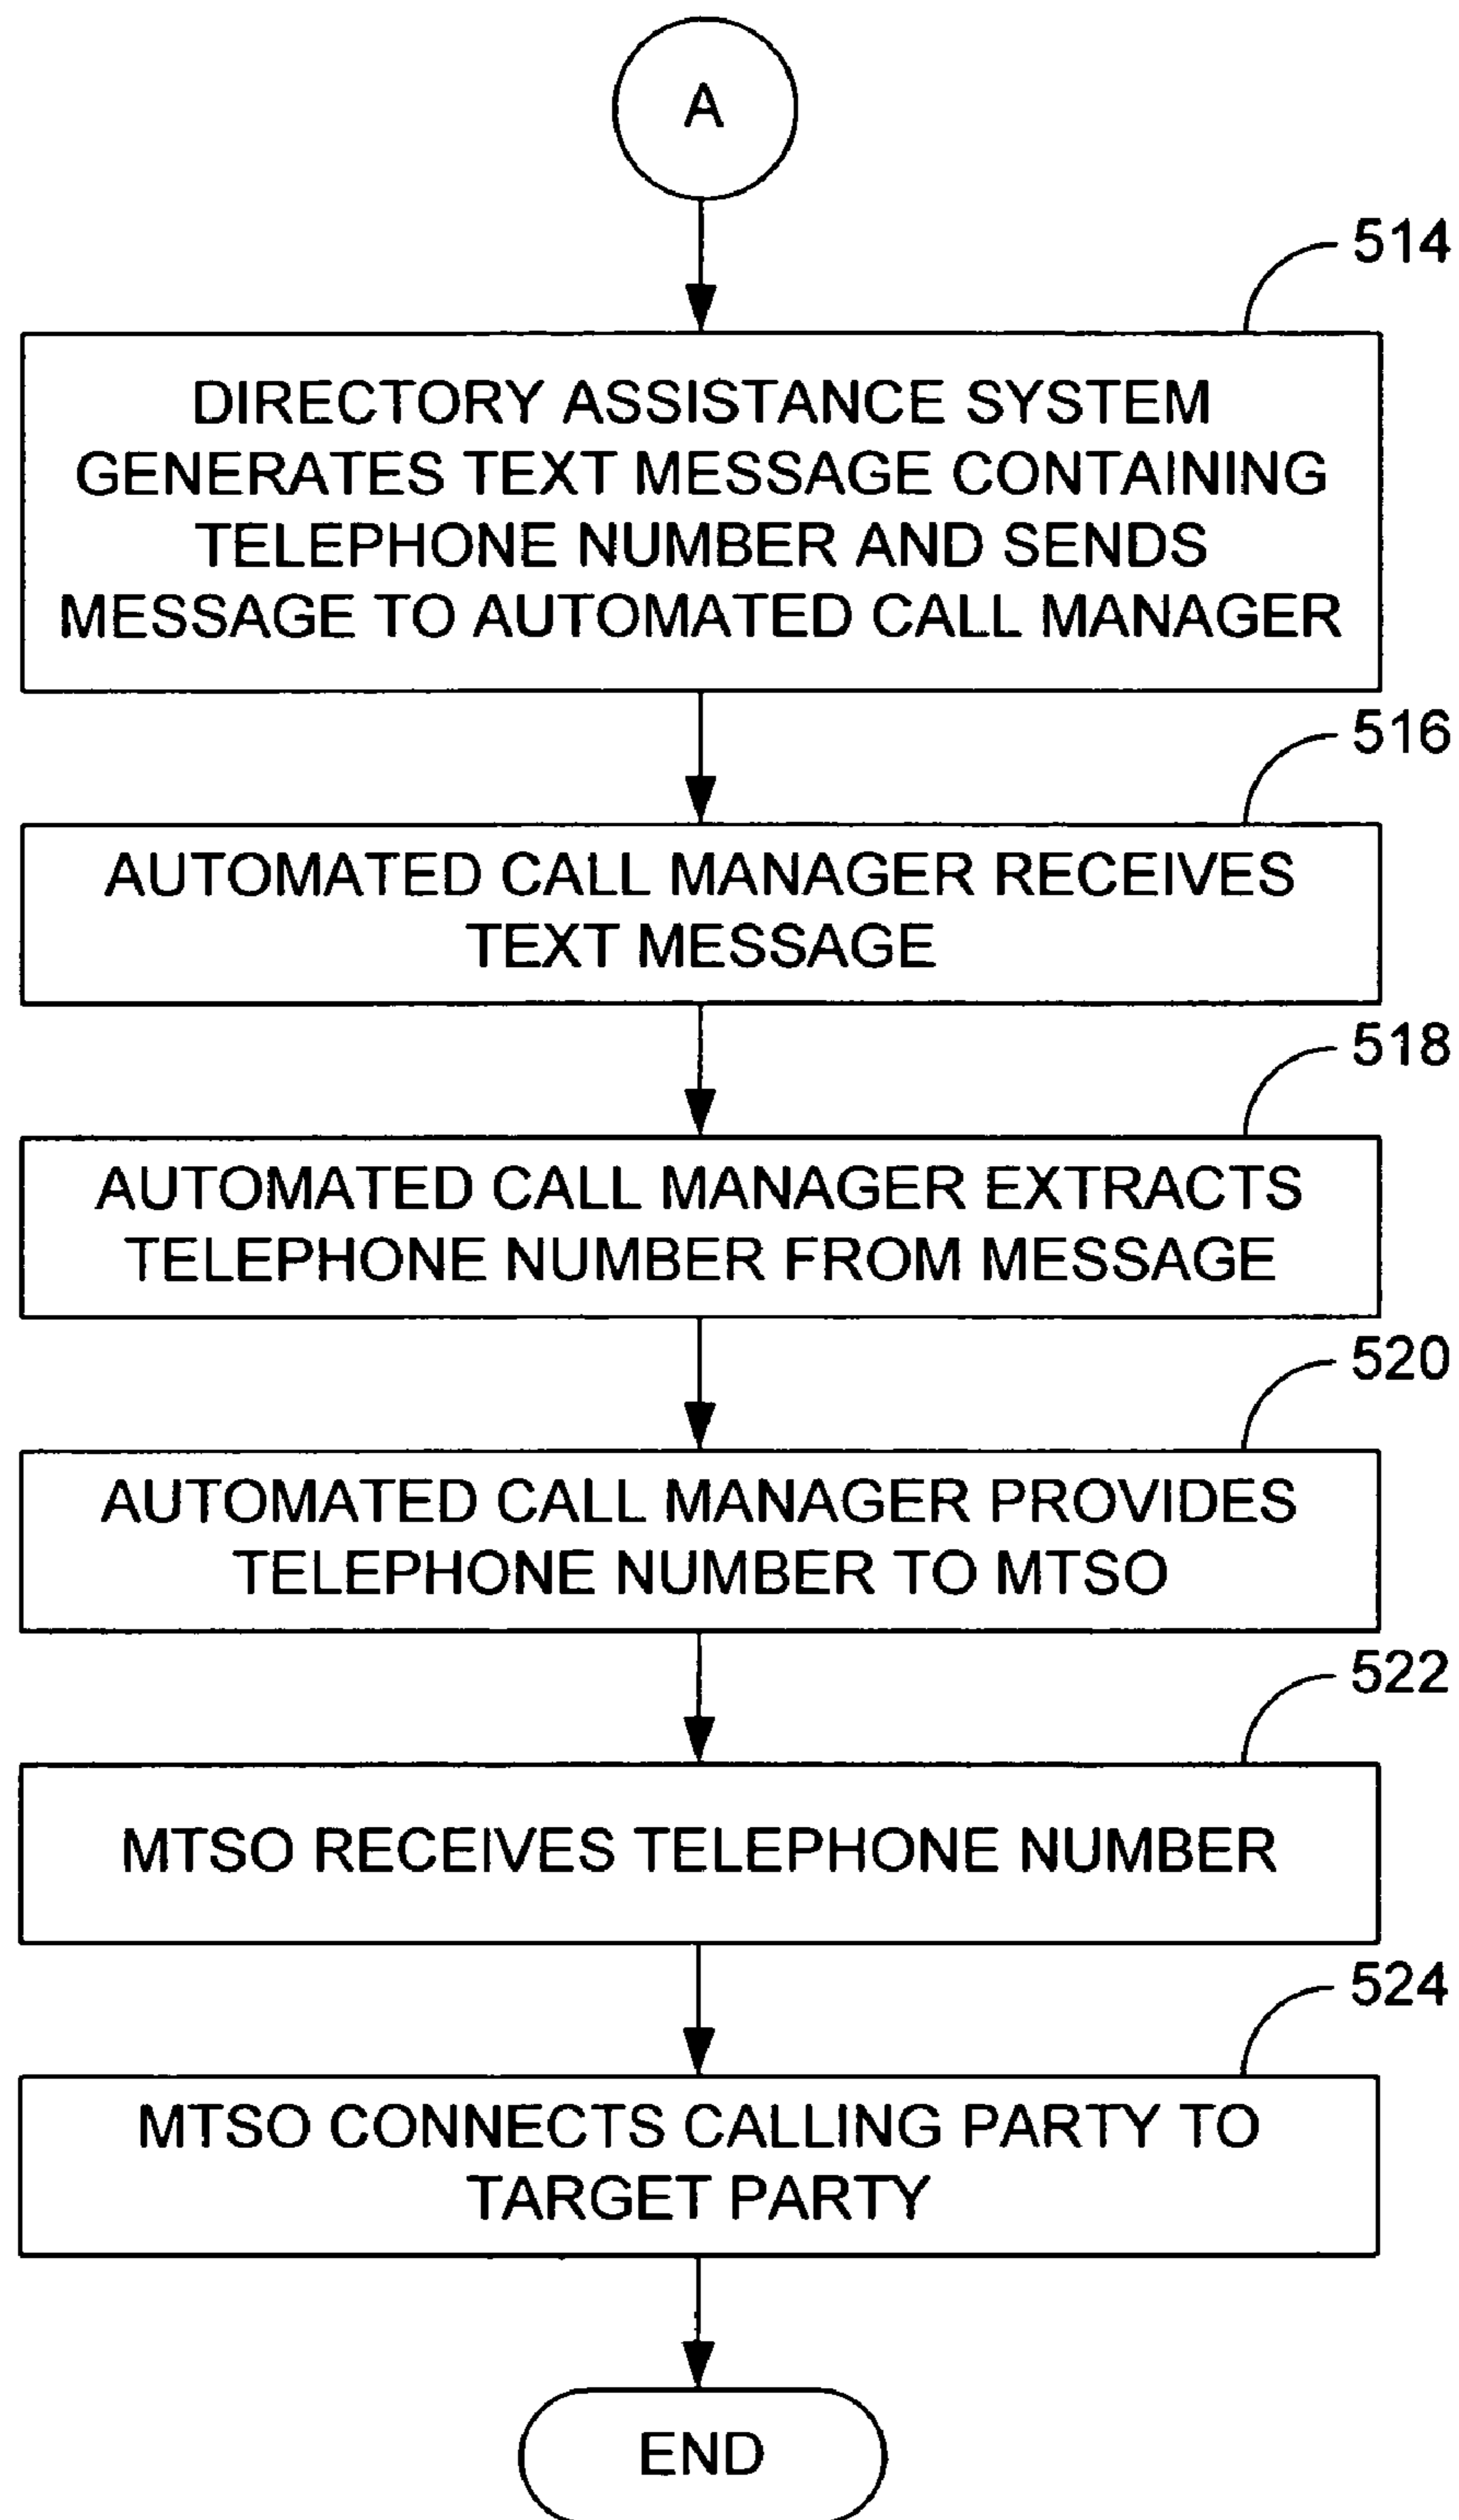 A
514
DIRECTORY ASSISTANCE SYSTEM
GENERATES TEXT MESSAGE CONTAINING
TELEPHONE NUMBER AND SENDS
MESSAGE TO AUTOMATED CALL MANAGER
516
AUTOMATED CALL MANAGER RECEIVES
TEXT MESSAGE
518
AUTOMATED CALL MANAGER EXTRACTS
TELEPHONE NUMBER FROM MESSAGE
520
AUTOMATED CALL MANAGER PROVIDES
TELEPHONE NUMBER TO MTSO
522
MTSO RECEIVES TELEPHONE NUMBER
524
MTSO CONNECTS CALLING PARTY TO
TARGET PARTY
END